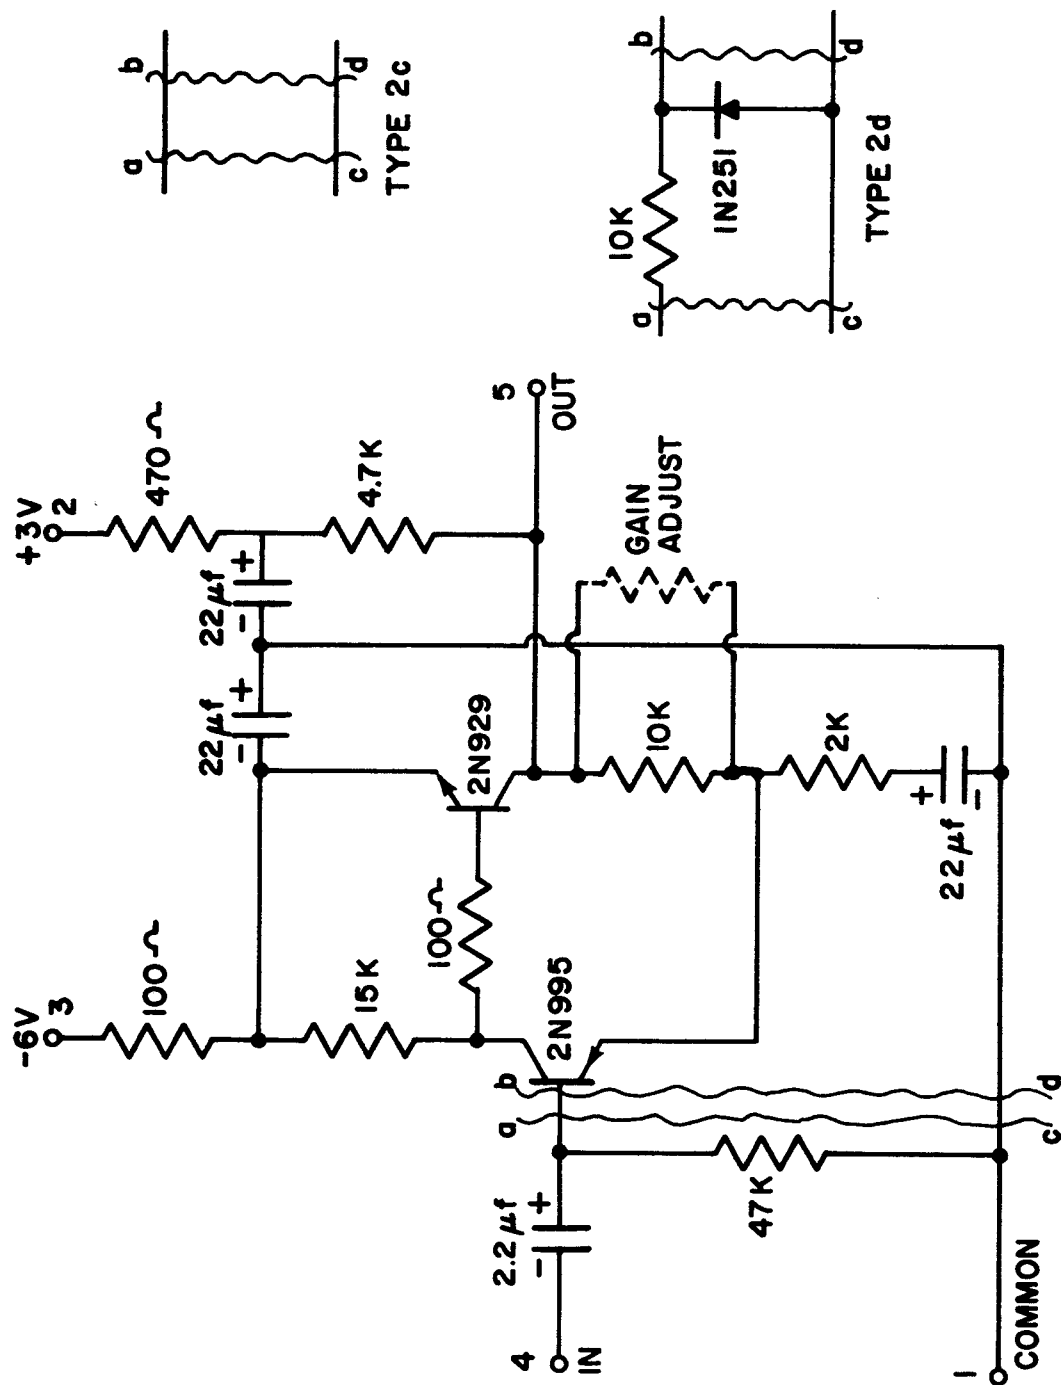 -6V
3
100Ω
15K
100Ω
2N995
2N929
22µf
-
+
22µf
-
+
+3V
2
470Ω
4.7K
5
OUT
GAIN
ADJUST
10K
2K
+
-
22µf
4
IN
2.2µf
-
+
47K
a
b
c
d
1
COMMON
a
b
c
d
TYPE 2c
a
b
10K
1N251
c
d
TYPE 2d